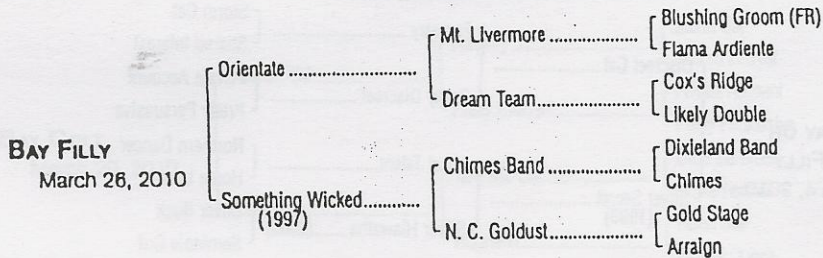 Blushing Groom (FR)
Mt. Livermore
Flama Ardiente
Orientate
Cox's Ridge
Dream Team
Likely Double
BAY FILLY
March 26, 2010
Dixieland Band
Chimes Band
Chimes
Something Wicked
(1997)
Gold Stage
N. C. Goldust
Arraign